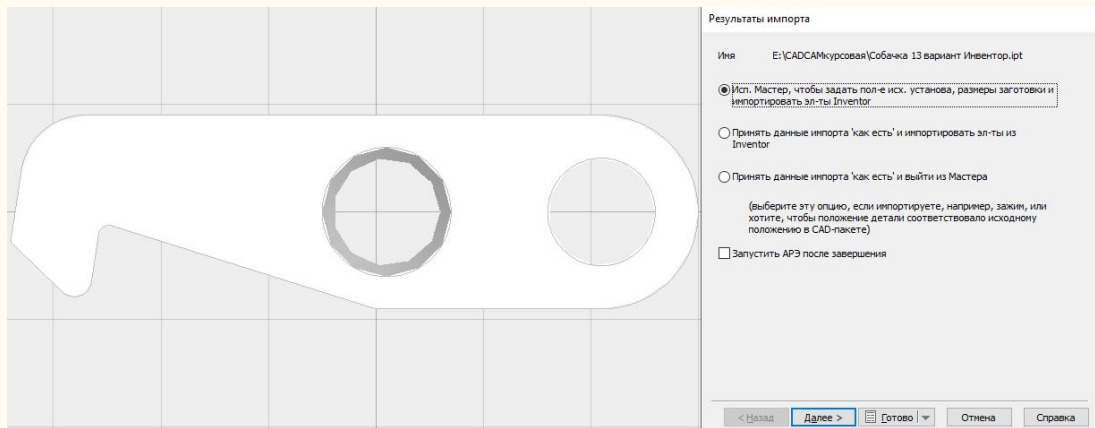 Результаты импорта
Имя E:\CADCAMкурсовая\Собачка 13 вариант Инвентор.ipt
Исп. Мастер, чтобы задать пол-е исх. установа, размеры заготовки и
импортировать эл-ты Inventor
Принять данные импорта 'как есть' и импортировать эл-ты из
Inventor
Принять данные импорта 'как есть' и выйти из Мастера
(выберите эту опцию, если импортируете, например, зажим, или
хотите, чтобы положение детали соответствовало исходному
положению в CAD-пакете)
Запустить АРЭ после завершения
< Назад Далее > Готово Отмена Справка